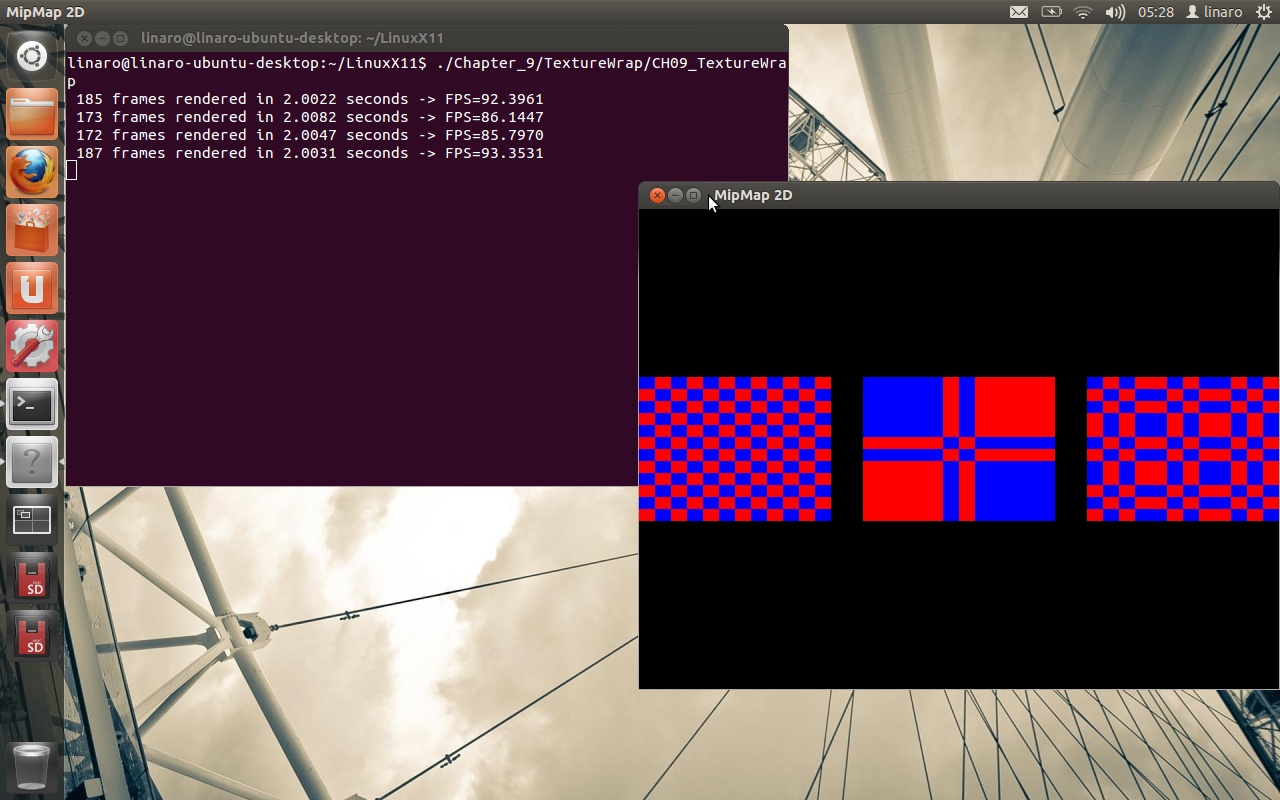 MipMap 2D
05:28 linaro
linaro@linaro-ubuntu-desktop: ~/LinuxX11
linaro@linaro-ubuntu-desktop:~/LinuxX11$ ./Chapter_9/TextureWrap/CH09_TextureWra
p
185 frames rendered in 2.0022 seconds -> FPS=92.3961
173 frames rendered in 2.0082 seconds -> FPS=86.1447
172 frames rendered in 2.0047 seconds -> FPS=85.7970
187 frames rendered in 2.0031 seconds -> FPS=93.3531
MipMap 2D
U
>_
?
SD
SD